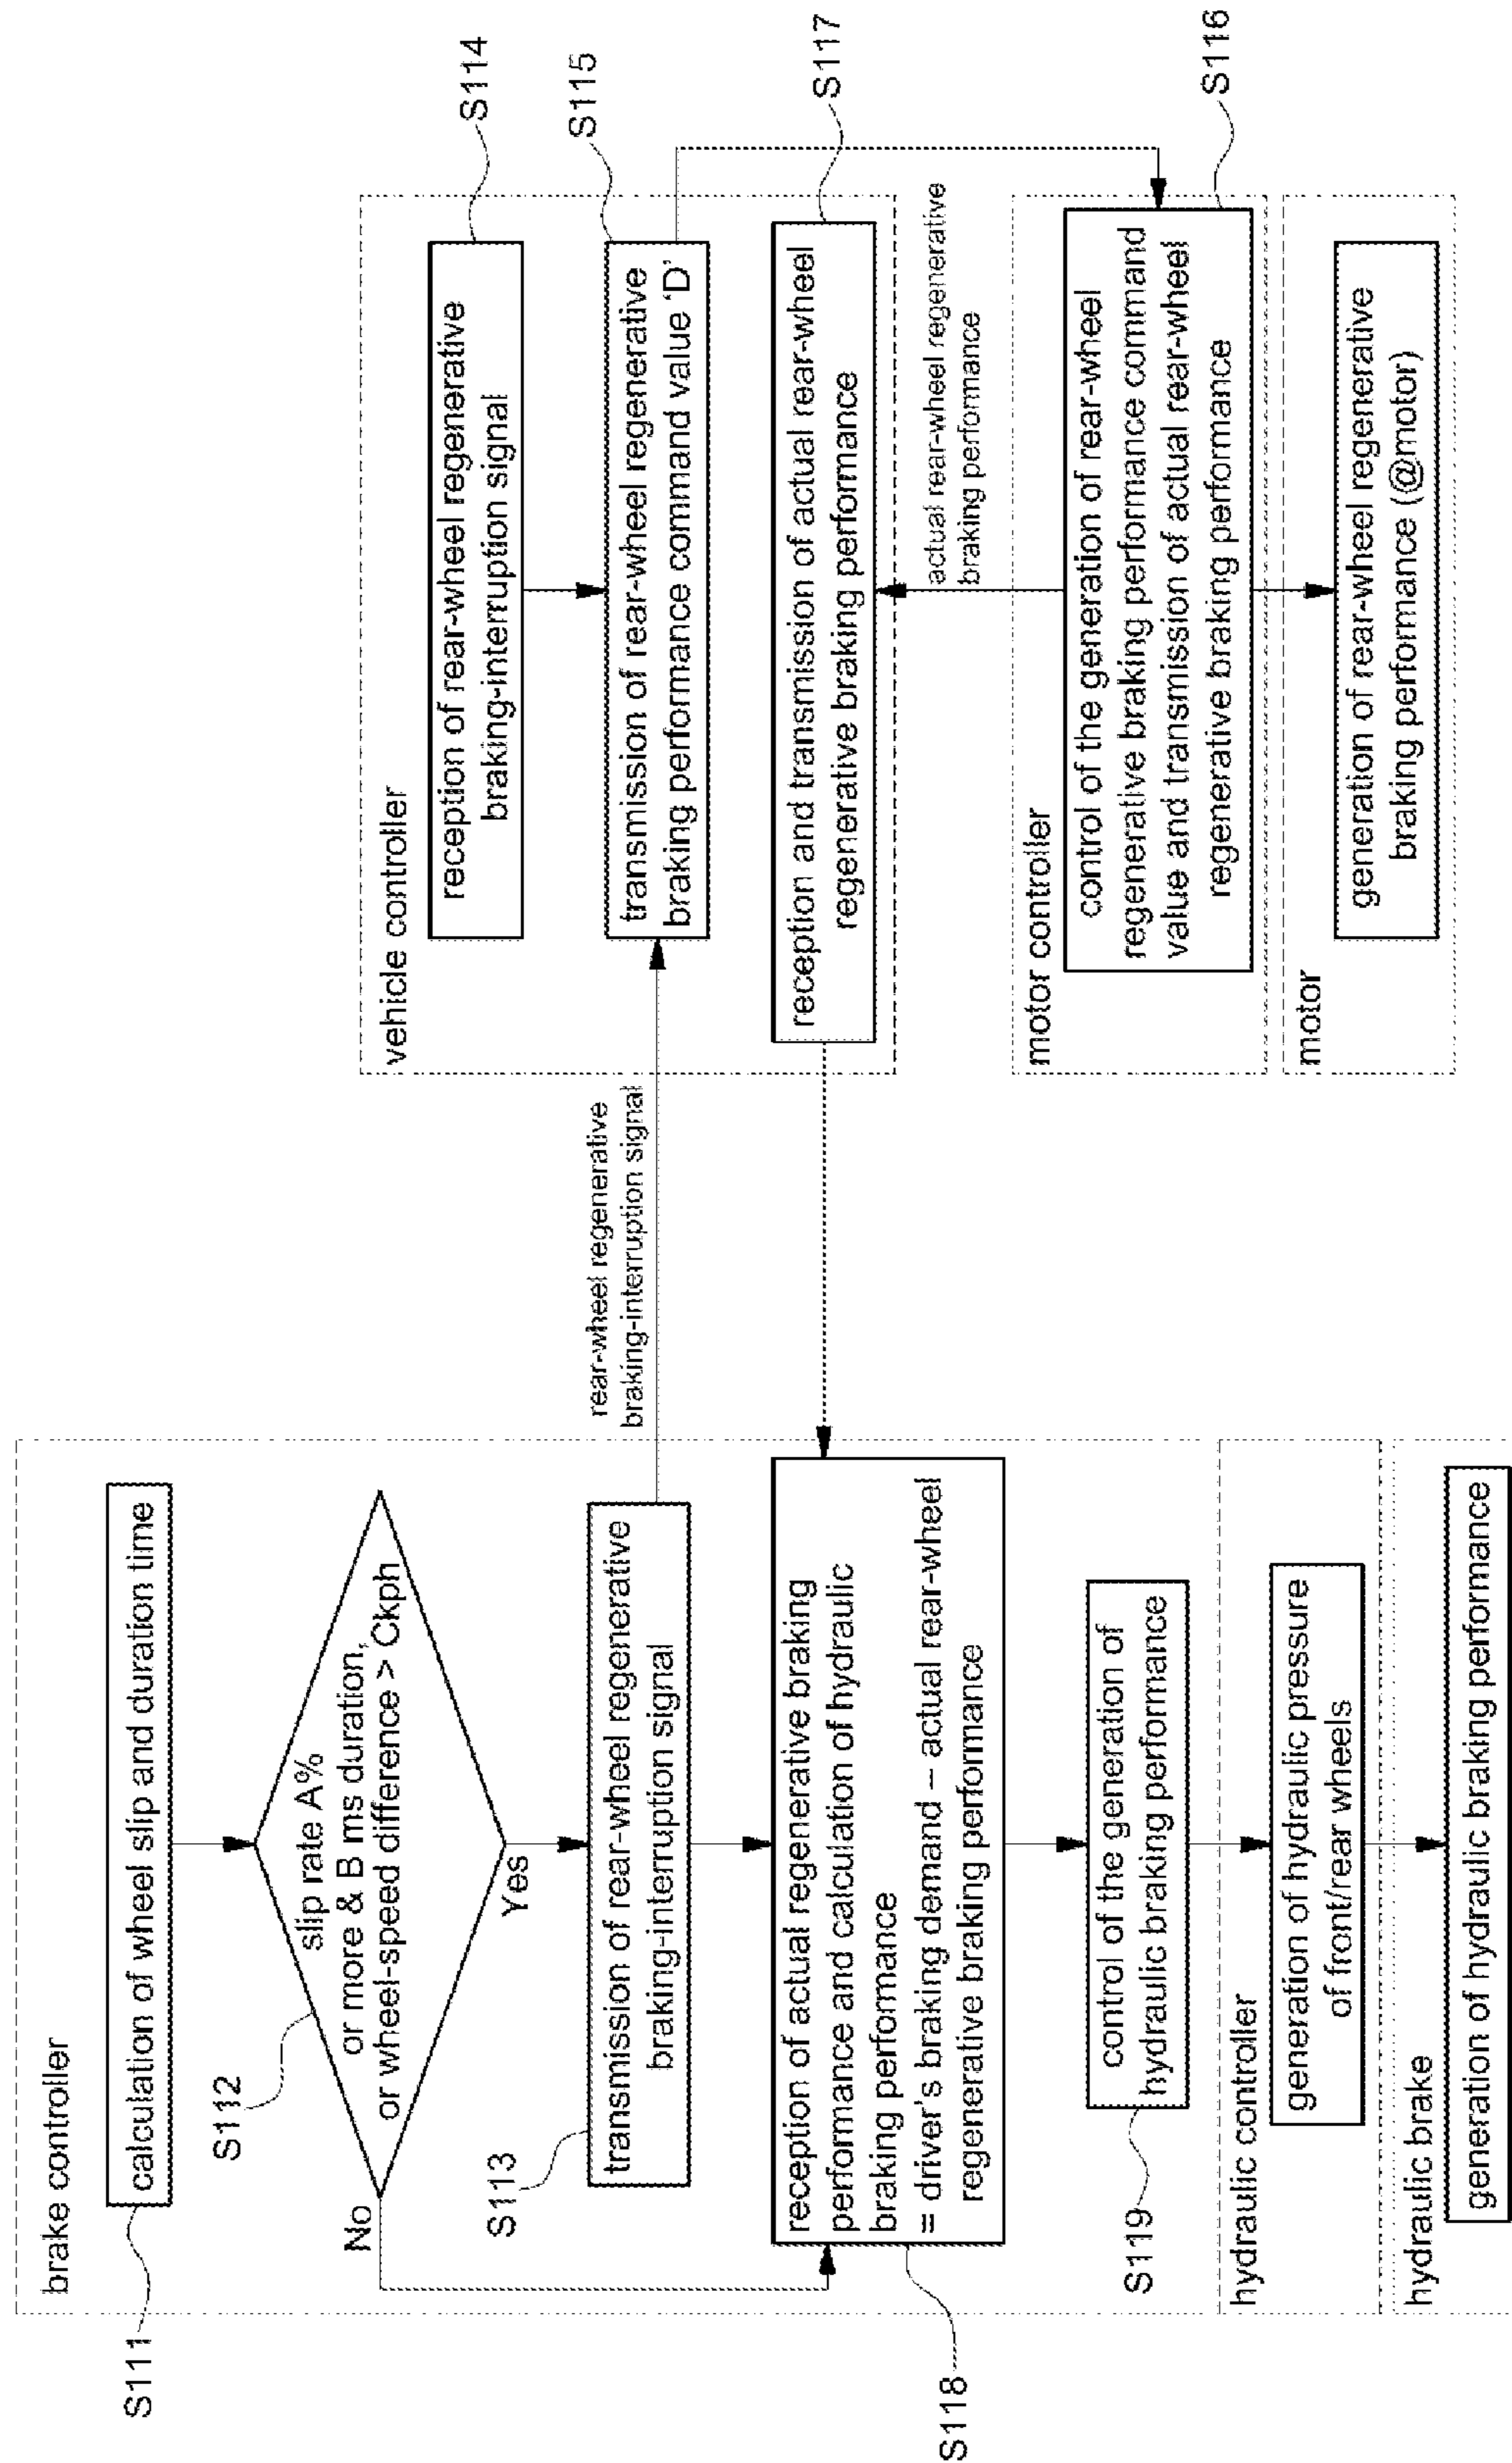 brake controller
S111
calculation of wheel slip and duration time
S112
slip rate A%
or more & B ms duration,
or wheel-speed difference > Ckph
No
Yes
S113
transmission of rear-wheel regenerative
braking-interruption signal
rear-wheel regenerative
braking-interruption signal
S118
reception of actual regenerative braking
performance and calculation of hydraulic
braking performance
= driver's braking demand – actual rear-wheel
regenerative braking performance
S119
control of the generation of
hydraulic braking performance
hydraulic controller
generation of hydraulic pressure
of front/rear wheels
hydraulic brake
generation of hydraulic braking performance
vehicle controller
S114
reception of rear-wheel regenerative
braking-interruption signal
S115
transmission of rear-wheel regenerative
braking performance command value ‘D’
S117
reception and transmission of actual rear-wheel
regenerative braking performance
actual rear-wheel regenerative
braking performance
motor controller
S116
control of the generation of rear-wheel
regenerative braking performance command
value and transmission of actual rear-wheel
regenerative braking performance
motor
generation of rear-wheel regenerative
braking performance (@motor)